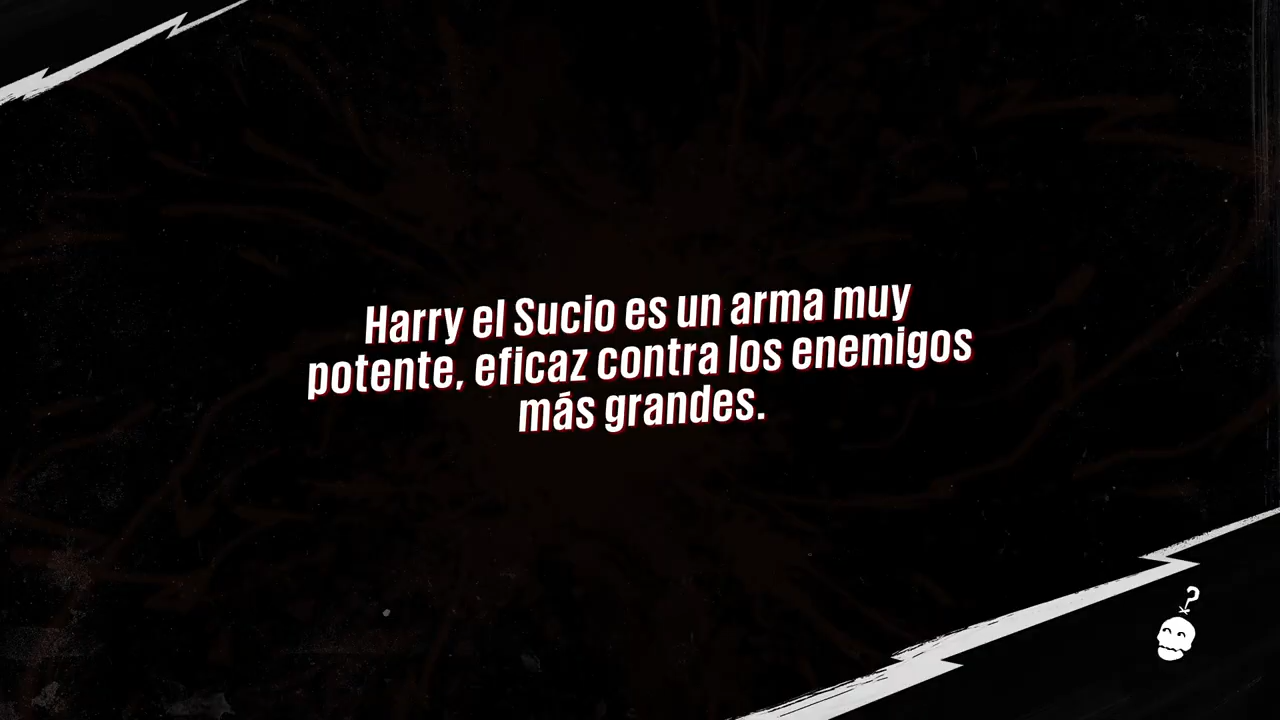 Harry el Sucio es un arma muy
potente, eficaz contra los enemigos
más grandes.
?